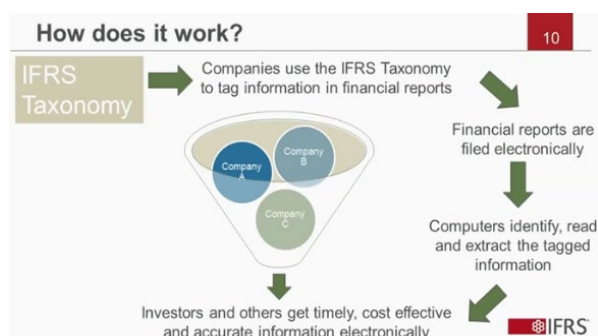 How does it work?
10
IFRS
Taxonomy
Companies use the IFRS Taxonomy
to tag information in financial reports
Financial reports are
filed electronically
Computers identify, read
and extract the tagged
information
Company
A
Company
B
Company
C
Investors and others get timely, cost effective
and accurate information electronically
IFRS®